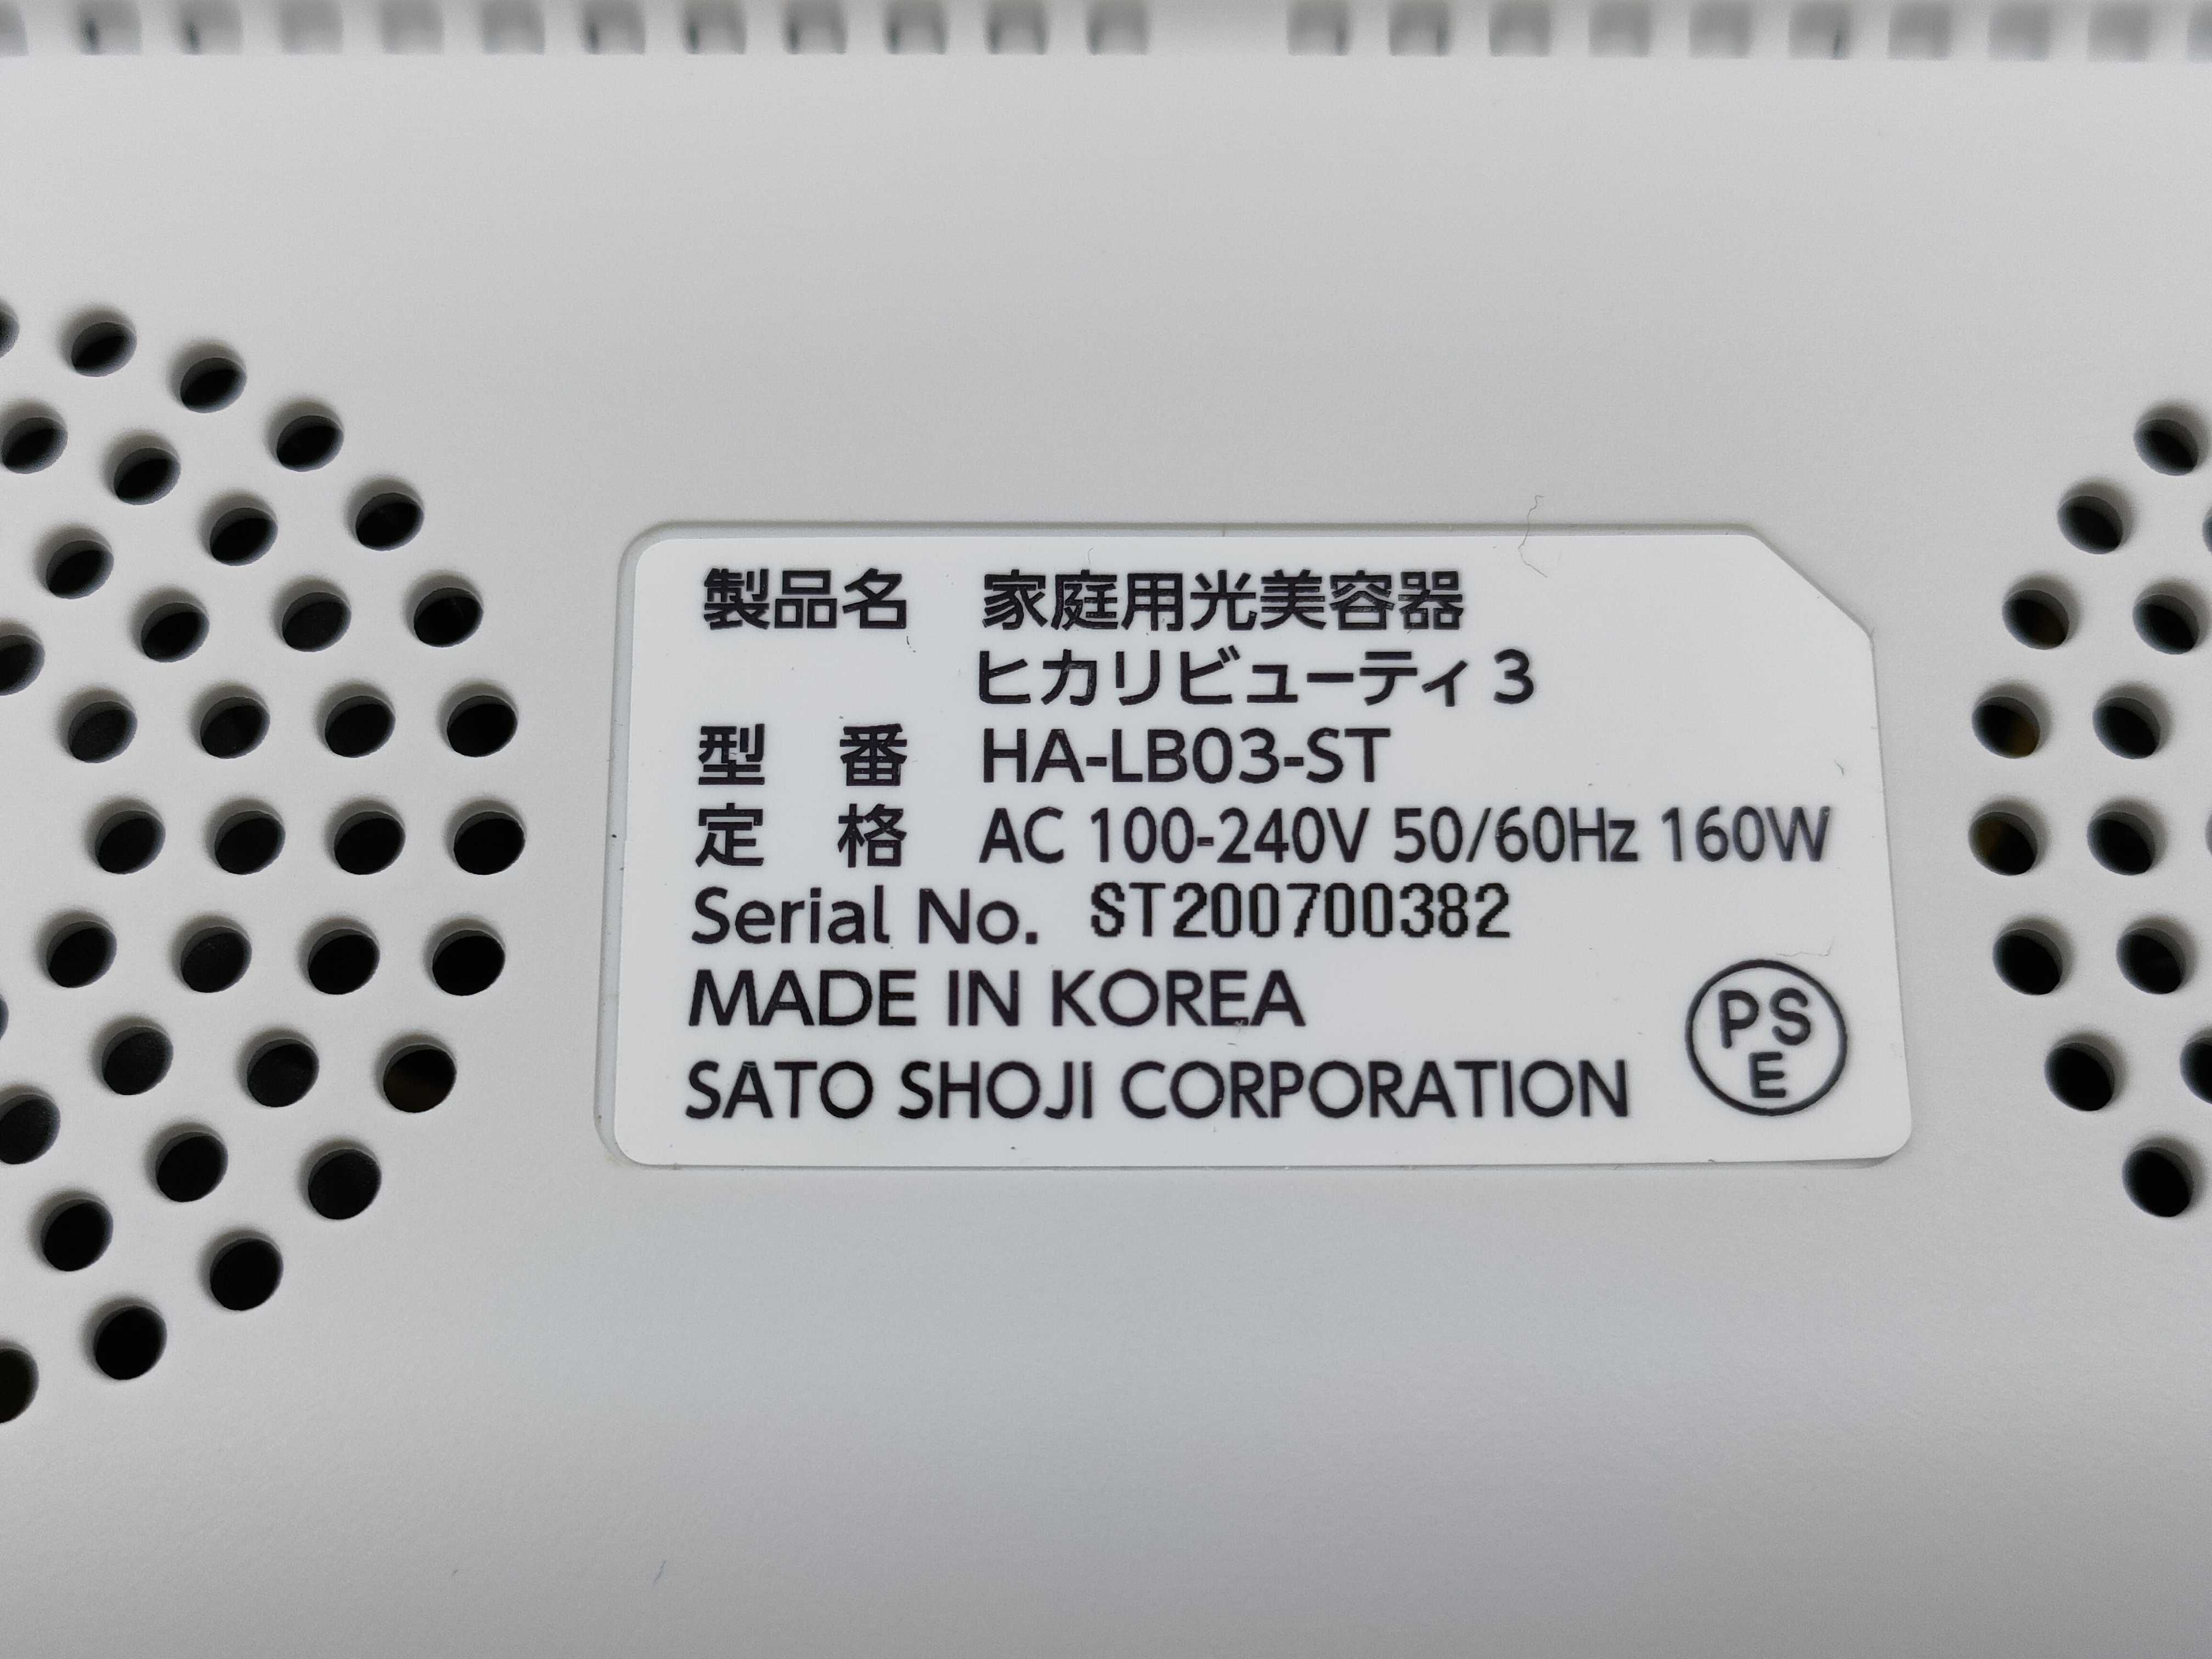 製品名 家庭用光美容器
ヒカリビューティ 3
型番 HA-LB03-ST
定格 AC 100-240V 50/60Hz 160W
Serial No. ST200700382
MADE IN KOREA
SATO SHOJI CORPORATION
PS
E